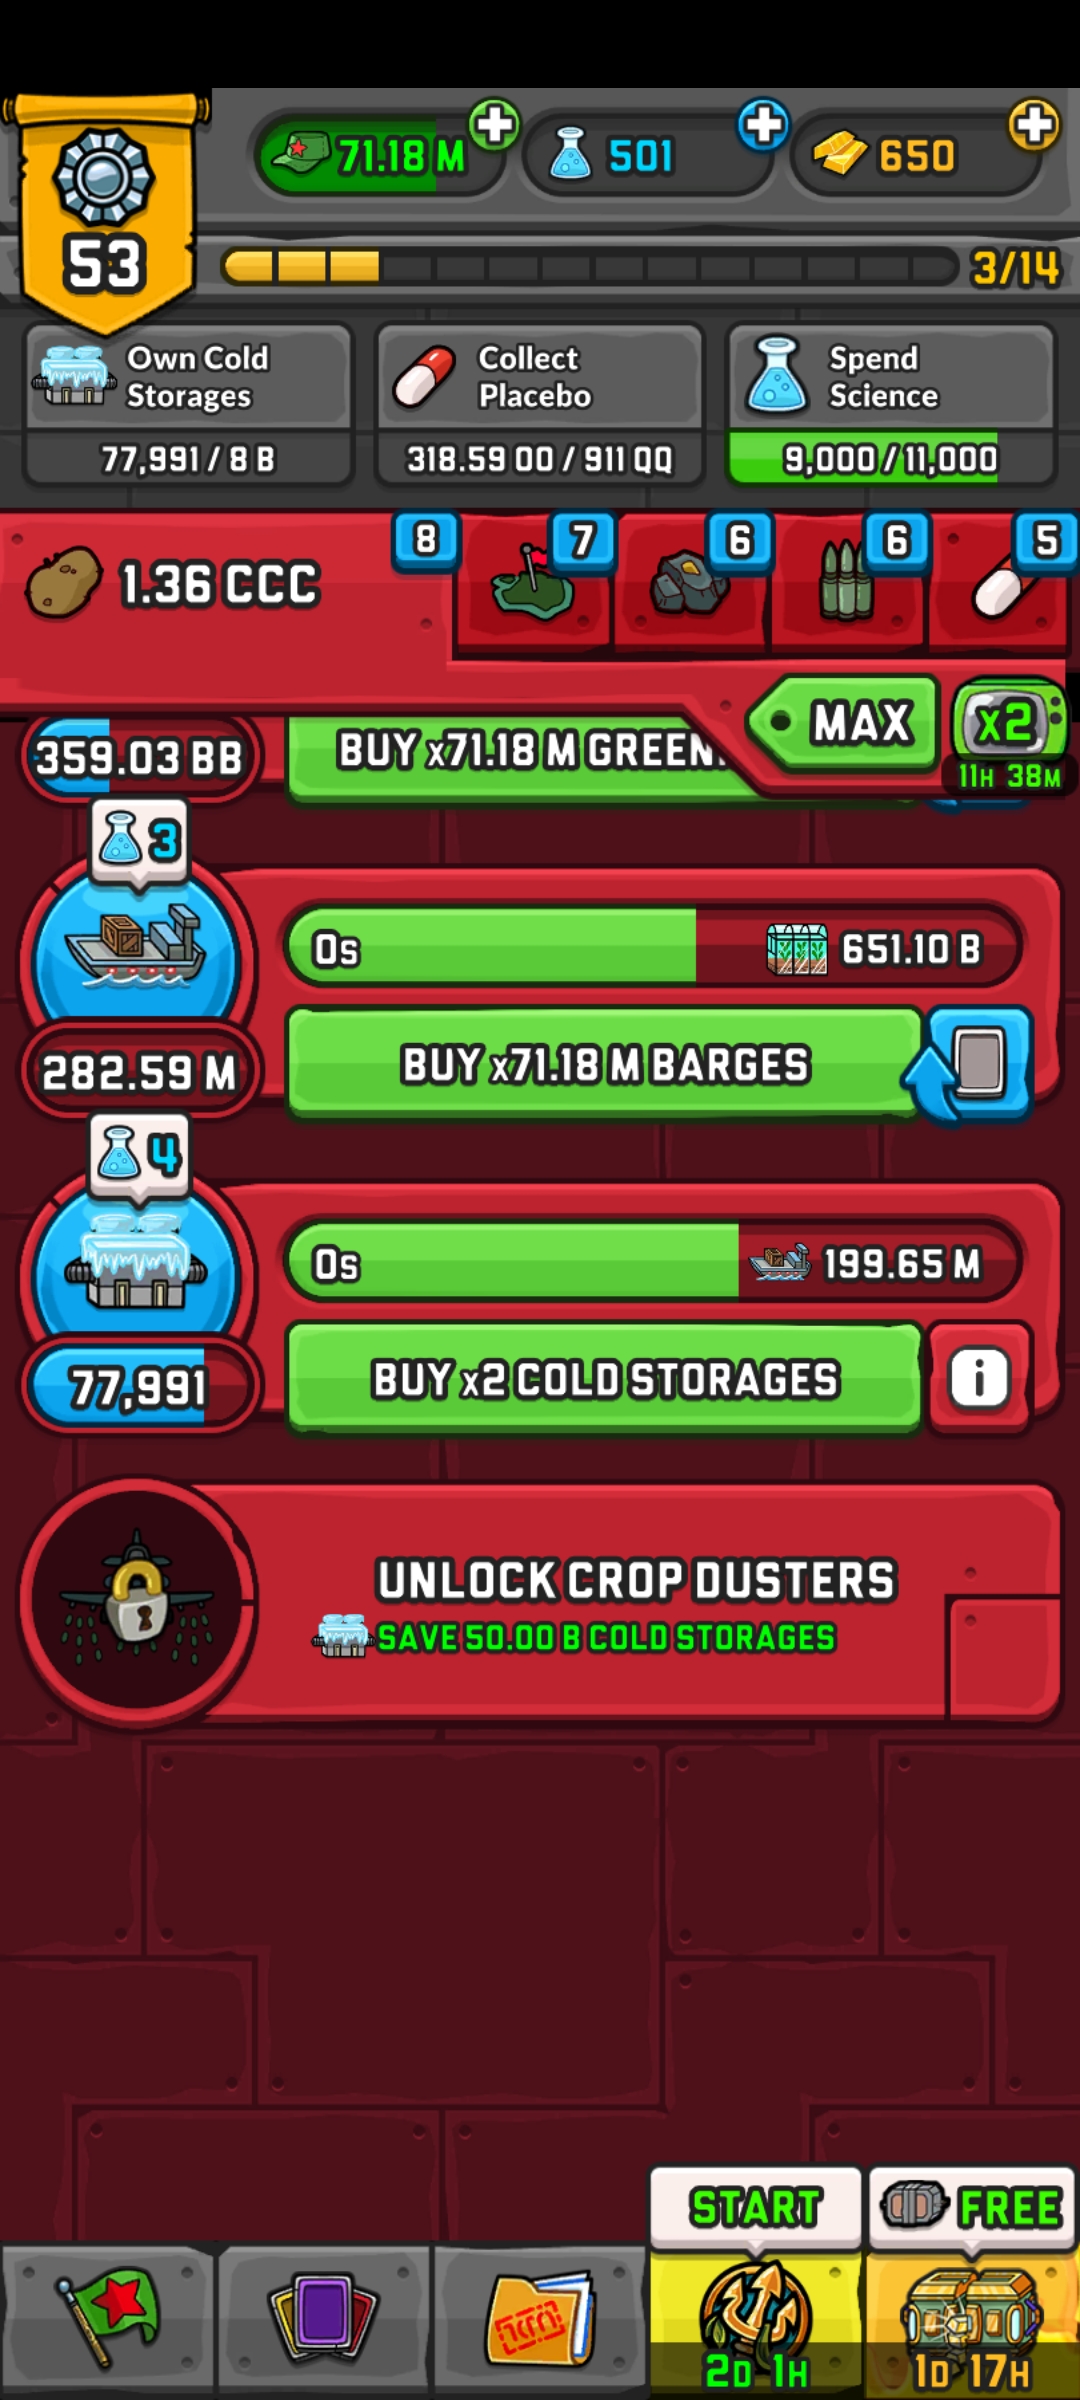 71.18 M
501
650
53
3/14
Own Cold
Storages
77,991 / 8 B
Collect
Placebo
318.59 OO / 911 QQ
Spend
Science
9,000 / 11,000
1.36 CCC
8
7
6
6
5
MAX
x2
11H 38M
359.03 BB
BUY x71.18 M GREEN
3
0s
651.10 B
282.59 M
BUY x71.18 M BARGES
4
0s
199.65 M
77,991
BUY x2 COLD STORAGES
i
UNLOCK CROP DUSTERS
SAVE 50.00 B COLD STORAGES
START
FREE
2D 1H
1D 17H